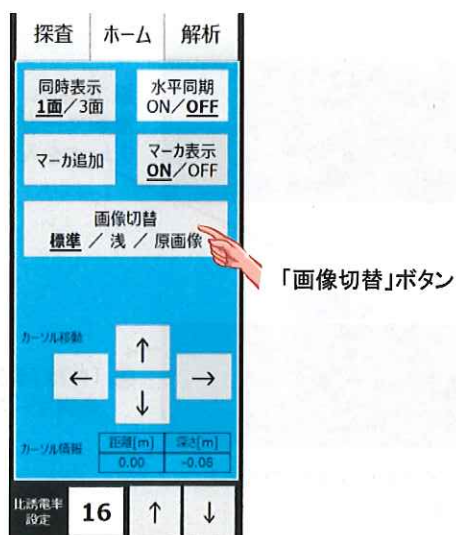 探査 ホーム 解析
同時表示
1面/3面
水平同期
ON/OFF
マーカ追加
マーカ表示
ON/OFF
画像切替
標準 / 浅 / 原画像
「画像切替」ボタン
カーソル移動
↑
← →
↓
カーソル情報
距離[m] 深さ[m]
0.00 -0.08
比誘電率
設定
16 ↑ ↓